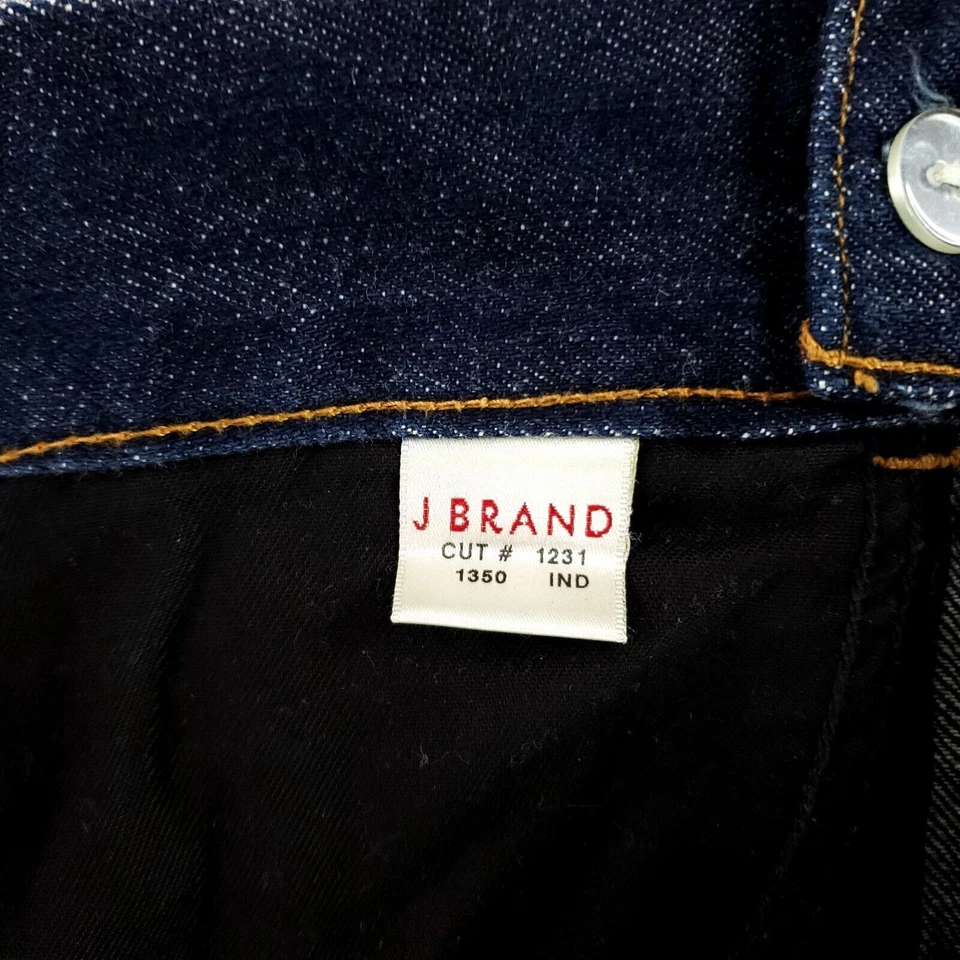 J BRAND
CUT # 1231
1350 IND